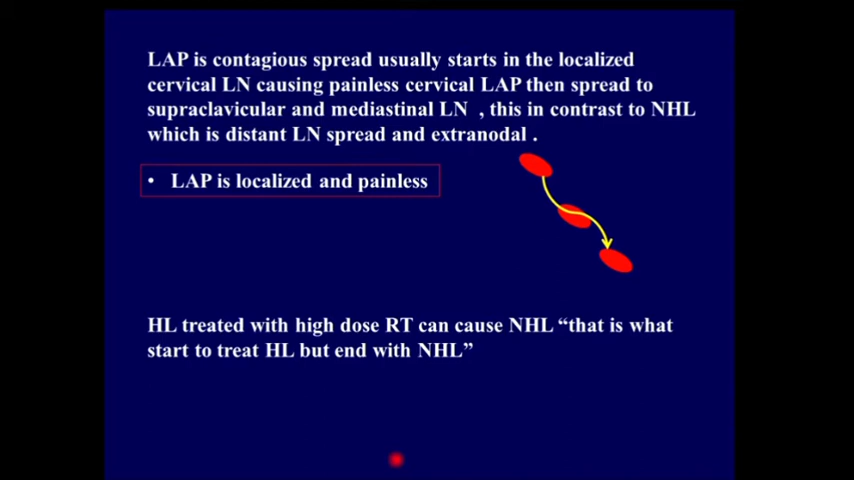 LAP is contagious spread usually starts in the localized
cervical LN causing painless cervical LAP then spread to
supraclavicular and mediastinal LN , this in contrast to NHL
which is distant LN spread and extranodal .
• LAP is localized and painless
HL treated with high dose RT can cause NHL “that is what
start to treat HL but end with NHL”